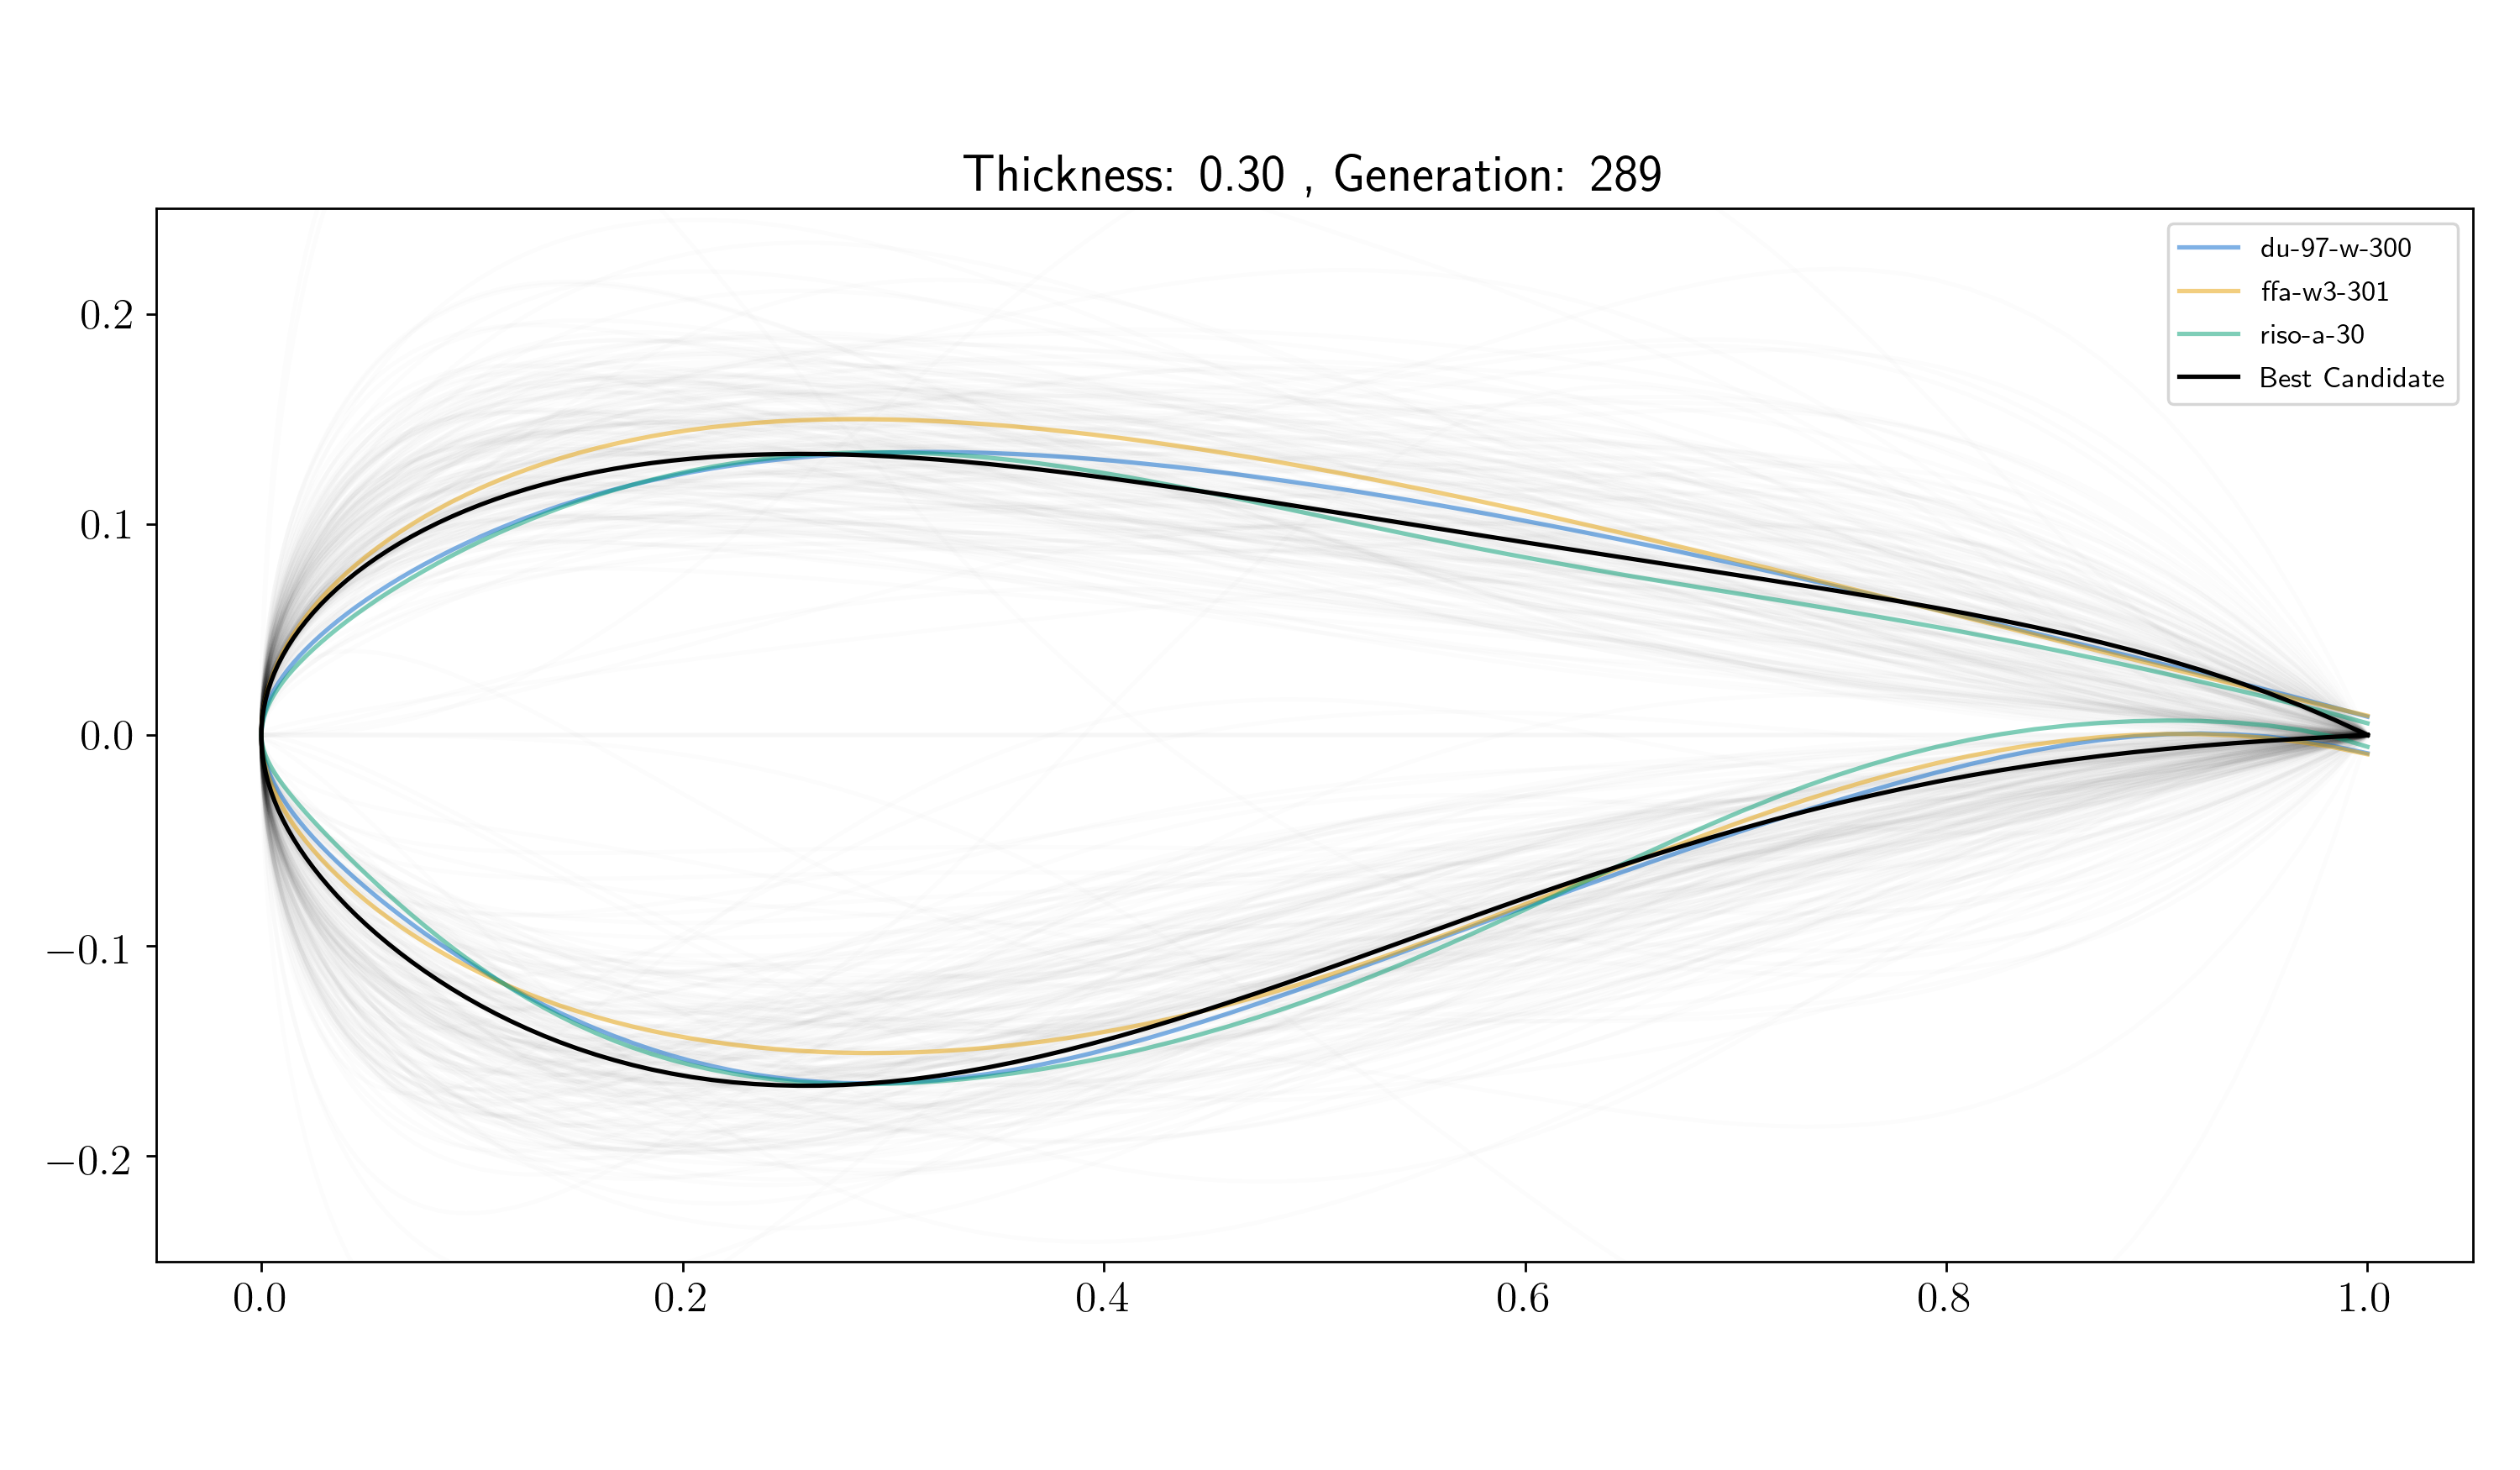 Thickness: 0.30 , Generation: 289
du-97-w-300
ffa-w3-301
riso-a-30
Best Candidate
0.2
0.1
0.0
−0.1
−0.2
0.0 0.2 0.4 0.6 0.8 1.0